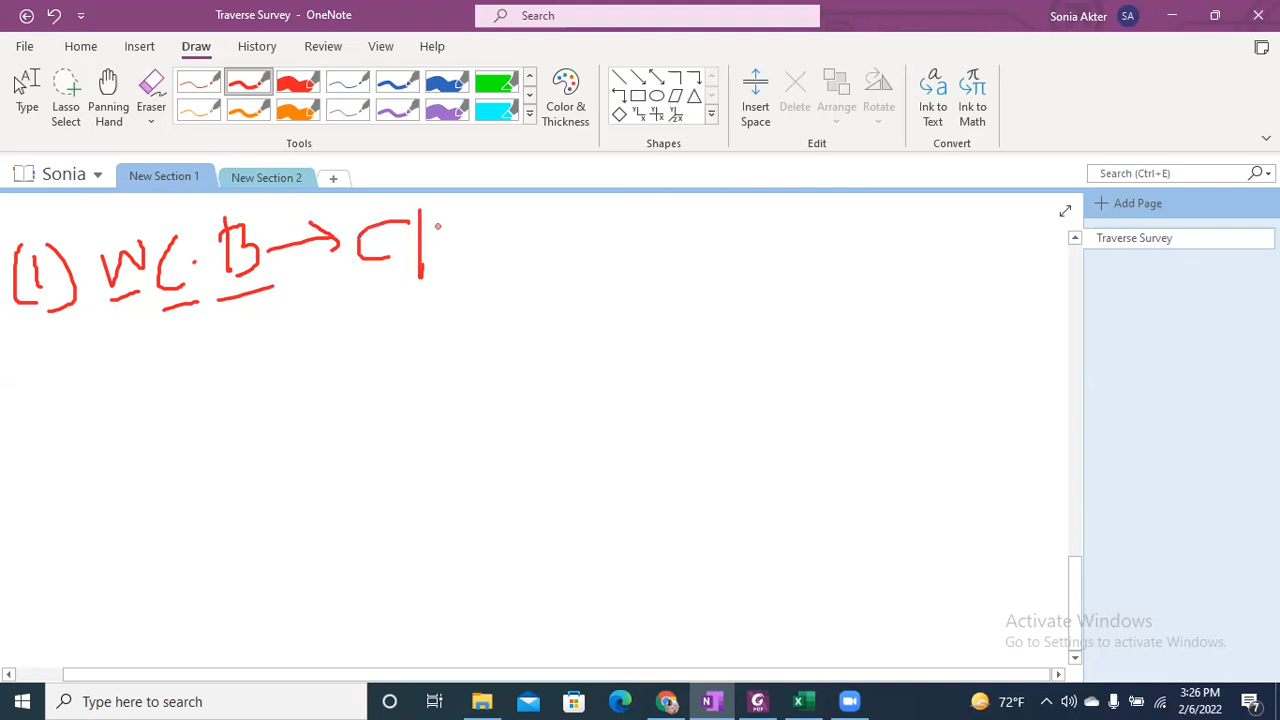 Traverse Survey - OneNote
Search
Sonia Akter
SA
File Home Insert Draw History Review View Help
Type
Lasso Select
Panning Hand
Eraser
Color & Thickness
Insert Space
Delete
Arrange
Rotate
Ink to Text
Ink to Math
Tools
Shapes
Edit
Convert
Sonia
New Section 1
New Section 2
Search (Ctrl+E)
Add Page
Traverse Survey
(1) W C. B → C
Activate Windows
Go to Settings to activate Windows.
Type here to search
PDF
72°F
3:26 PM
2/6/2022
7